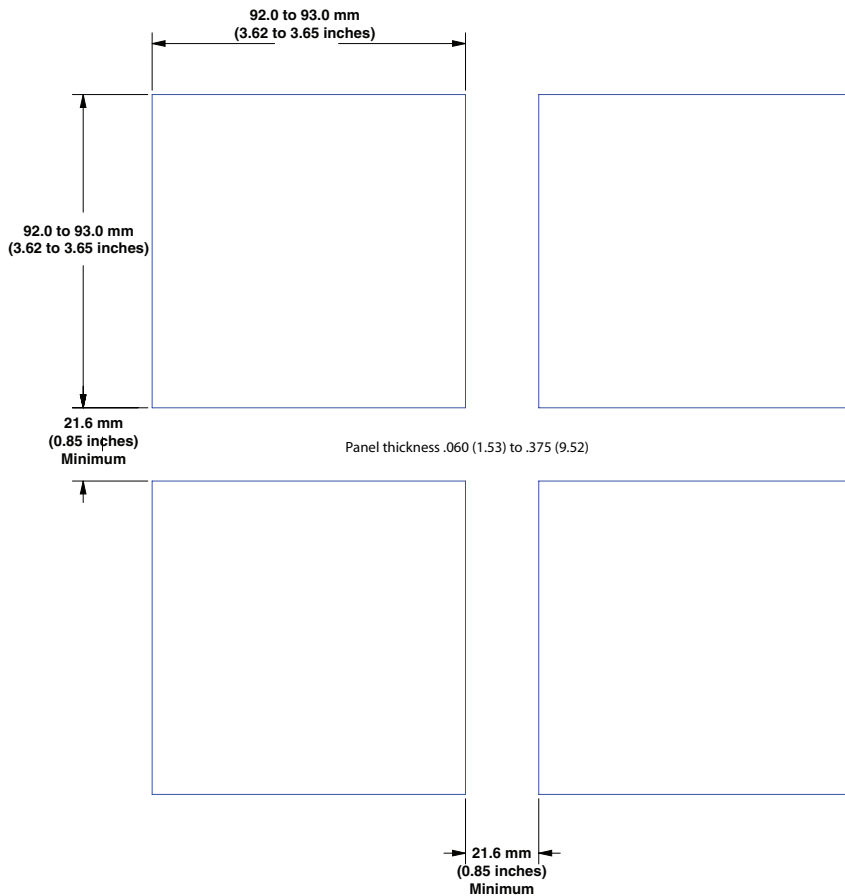 92.0 to 93.0 mm
(3.62 to 3.65 inches)
92.0 to 93.0 mm
(3.62 to 3.65 inches)
21.6 mm
(0.85 inches)
Minimum
Panel thickness .060 (1.53) to .375 (9.52)
21.6 mm
(0.85 inches)
Minimum